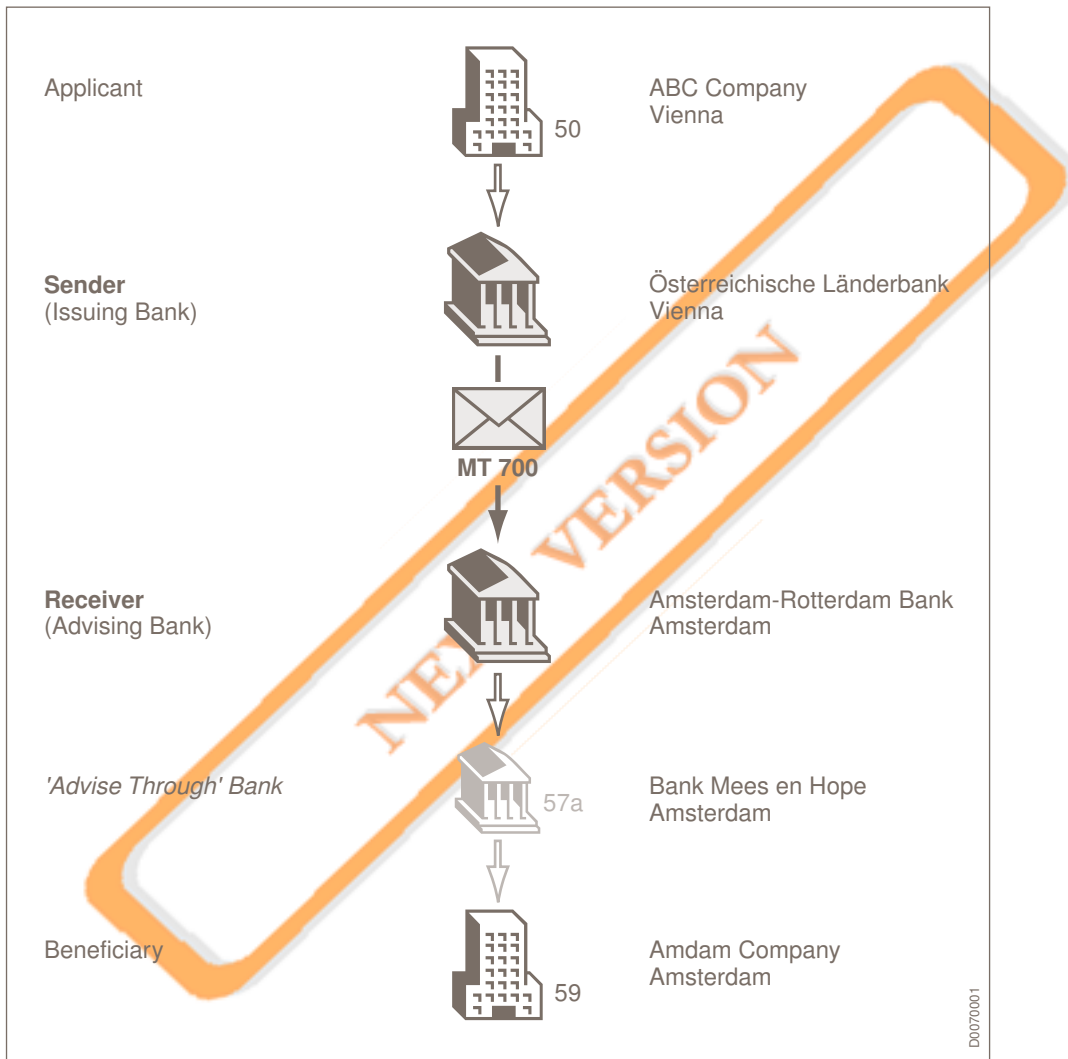 Applicant
50
ABC Company
Vienna
Sender
(Issuing Bank)
Österreichische Länderbank
Vienna
MT 700
Receiver
(Advising Bank)
Amsterdam-Rotterdam Bank
Amsterdam
'Advise Through' Bank
57a
Bank Mees en Hope
Amsterdam
Beneficiary
59
Amdam Company
Amsterdam
D0070001
NEXT VERSION